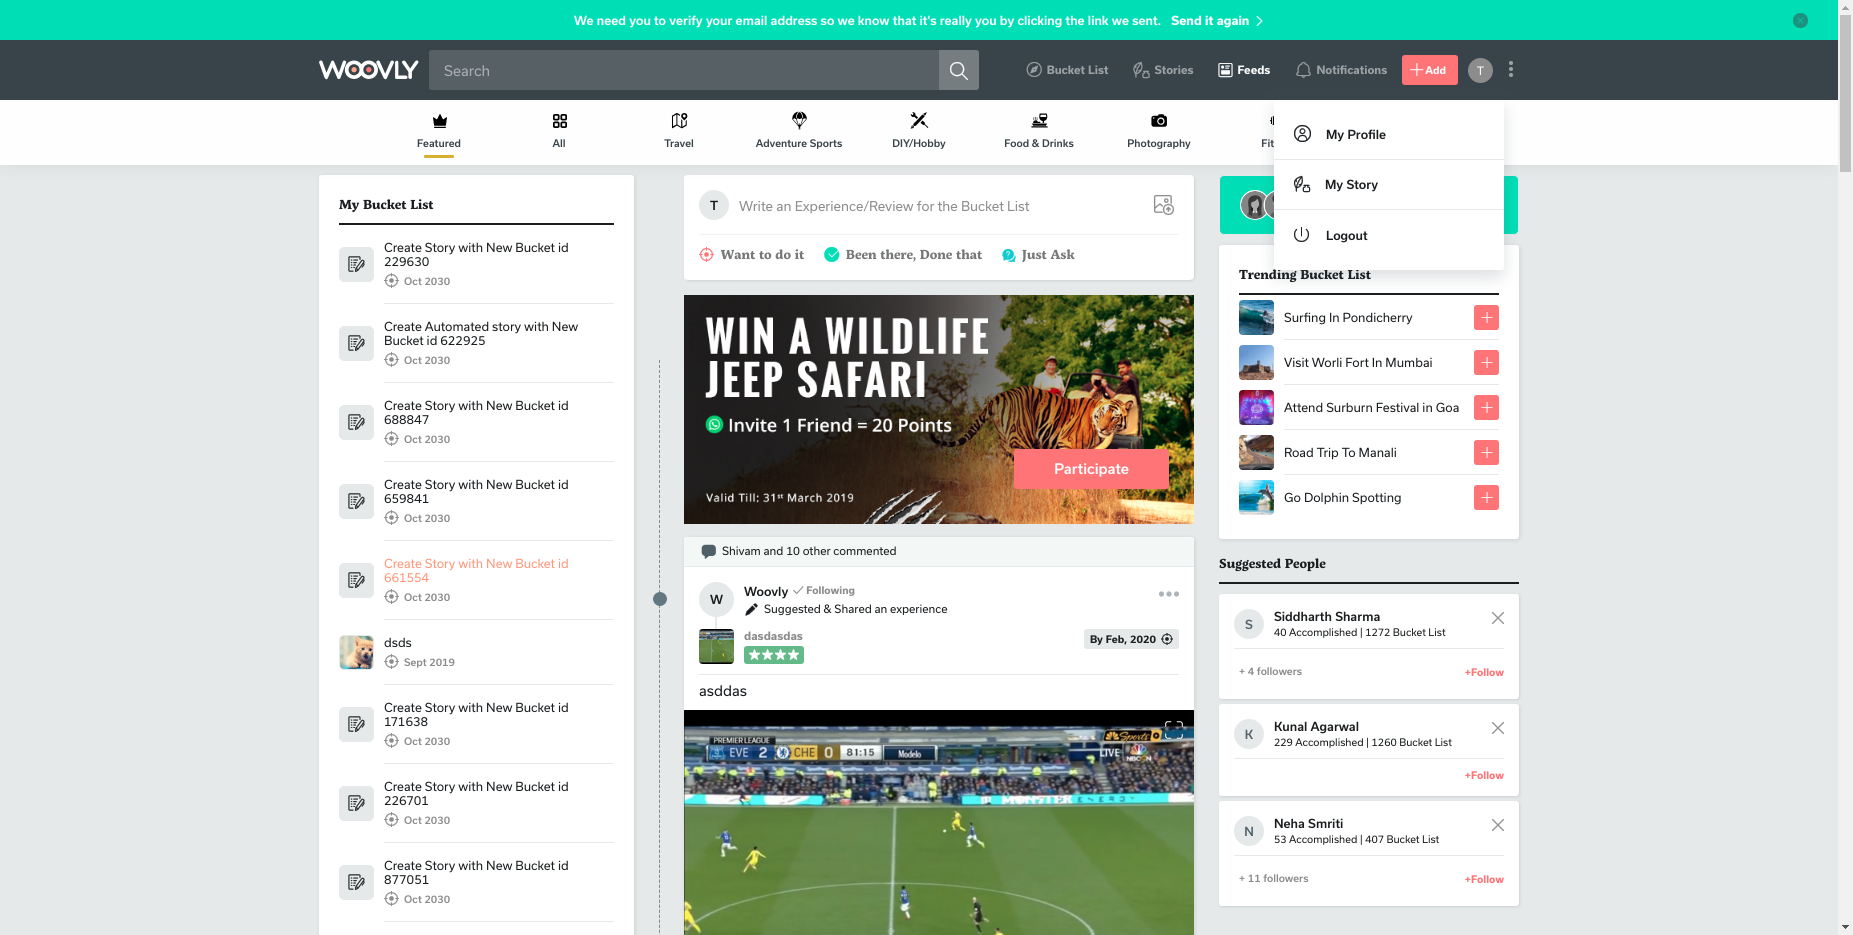 We need you to verify your email address so we know that it's really you by clicking the link we sent. Send it again
WOOVLY
Search
Bucket List
Stories
Feeds
Notifications
Add
T
Featured
All
Travel
Adventure Sports
DIY/Hobby
Food & Drinks
Photography
Fit
My Profile
My Story
Logout
My Bucket List
Create Story with New Bucket id
229630
Oct 2030
Create Automated story with New
Bucket id 622925
Oct 2030
Create Story with New Bucket id
688847
Oct 2030
Create Story with New Bucket id
659841
Oct 2030
Create Story with New Bucket id
661554
Oct 2030
dsds
Sept 2019
Create Story with New Bucket id
171638
Oct 2030
Create Story with New Bucket id
226701
Oct 2030
Create Story with New Bucket id
877051
Oct 2030
T
Write an Experience/Review for the Bucket List
Want to do it
Been there, Done that
Just Ask
WIN A WILDLIFE
JEEP SAFARI
Invite 1 Friend = 20 Points
Participate
Valid Till: 31st March 2019
Shivam and 10 other commented
W
Woovly
Following
Suggested & Shared an experience
dasdasdas
By Feb, 2020
asddas
PREMIER LEAGUE
EVE 2 CHE 0 81:15 Modelo
Sports
LIVE
NBCSN
MONSTER ENERGY
Trending Bucket List
Surfing In Pondicherry
Visit Worli Fort In Mumbai
Attend Surburn Festival in Goa
Road Trip To Manali
Go Dolphin Spotting
Suggested People
S
Siddharth Sharma
40 Accomplished | 1272 Bucket List
+ 4 followers
+Follow
K
Kunal Agarwal
229 Accomplished | 1260 Bucket List
+Follow
N
Neha Smriti
53 Accomplished | 407 Bucket List
+ 11 followers
+Follow